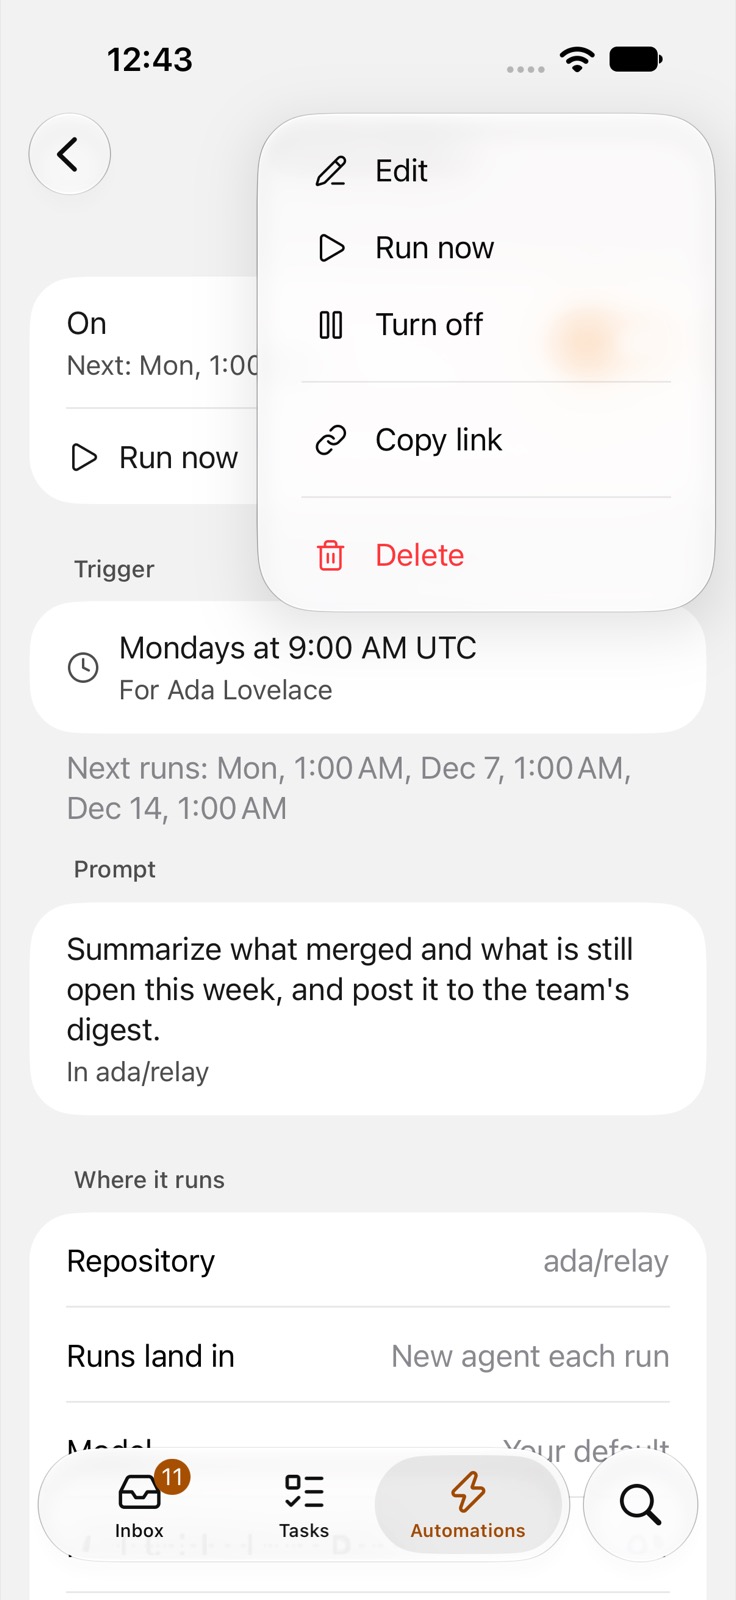 12:43
Edit
Run now
Turn off
Copy link
Delete
On
Next: Mon, 1:00
Run now
Trigger
Mondays at 9:00 AM UTC
For Ada Lovelace
Next runs: Mon, 1:00 AM, Dec 7, 1:00 AM,
Dec 14, 1:00 AM
Prompt
Summarize what merged and what is still
open this week, and post it to the team's
digest.
In ada/relay
Where it runs
Repository ada/relay
Runs land in New agent each run
Model Your default
11
Inbox Tasks Automations